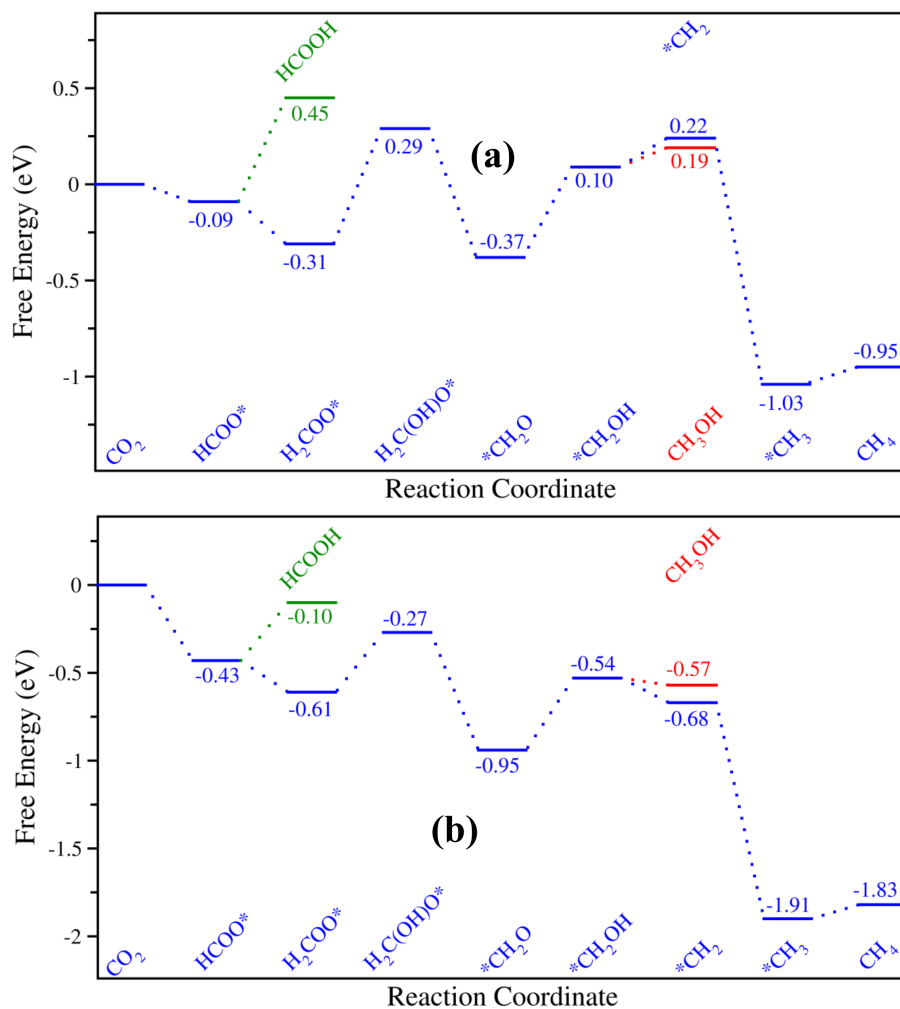 HCOOH
*CH₂
0.5
0.45
0.22
(a)
0.29
0.19
0
0.10
-0.09
-0.31
-0.37
-0.5
Free Energy (eV)
-0.95
-1
-1.03
CO₂
HCOO*
H₂COO*
H₂C(OH)O*
*CH₂O
*CH₂OH
CH₃OH
*CH₃
CH₄
Reaction Coordinate
HCOOH
CH₃OH
0
-0.10
-0.27
-0.43
-0.5
-0.54
-0.57
-0.61
-0.68
Free Energy (eV)
-0.95
-1
(b)
-1.5
-1.83
-1.91
-2
CO₂
HCOO*
H₂COO*
H₂C(OH)O*
*CH₂O
*CH₂OH
*CH₂
*CH₃
CH₄
Reaction Coordinate